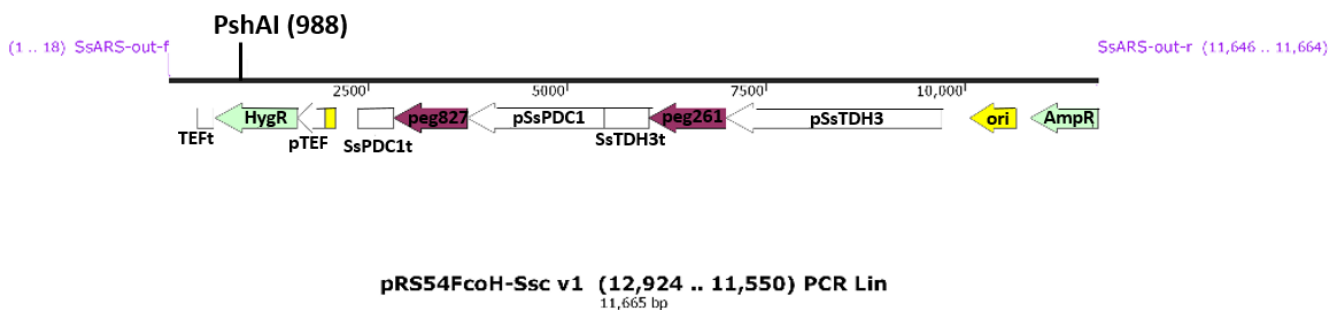 PshAI (988)
(1 .. 18) SsARS-out-f
SsARS-out-r (11,646 .. 11,664)
2500 5000 7500 10,000
HygR peg827 pSsPDC1 peg261 pSsTDH3 ori AmpR
TEFt pTEF SsPDC1t SsTDH3t
pRS54FcoH-Ssc v1 (12,924 .. 11,550) PCR Lin
11,665 bp